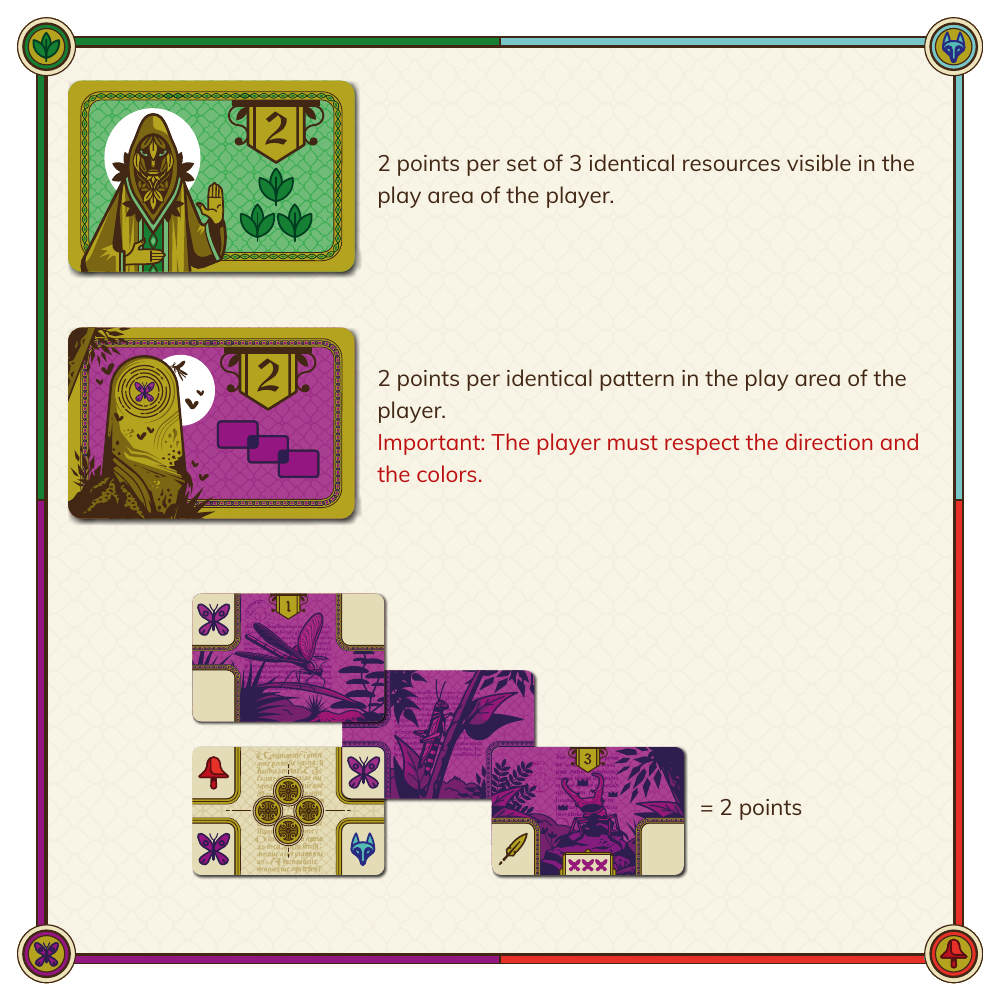 2
2 points per set of 3 identical resources visible in the
play area of the player.
2
2 points per identical pattern in the play area of the
player.
Important: The player must respect the direction and
the colors.
1
3
= 2 points